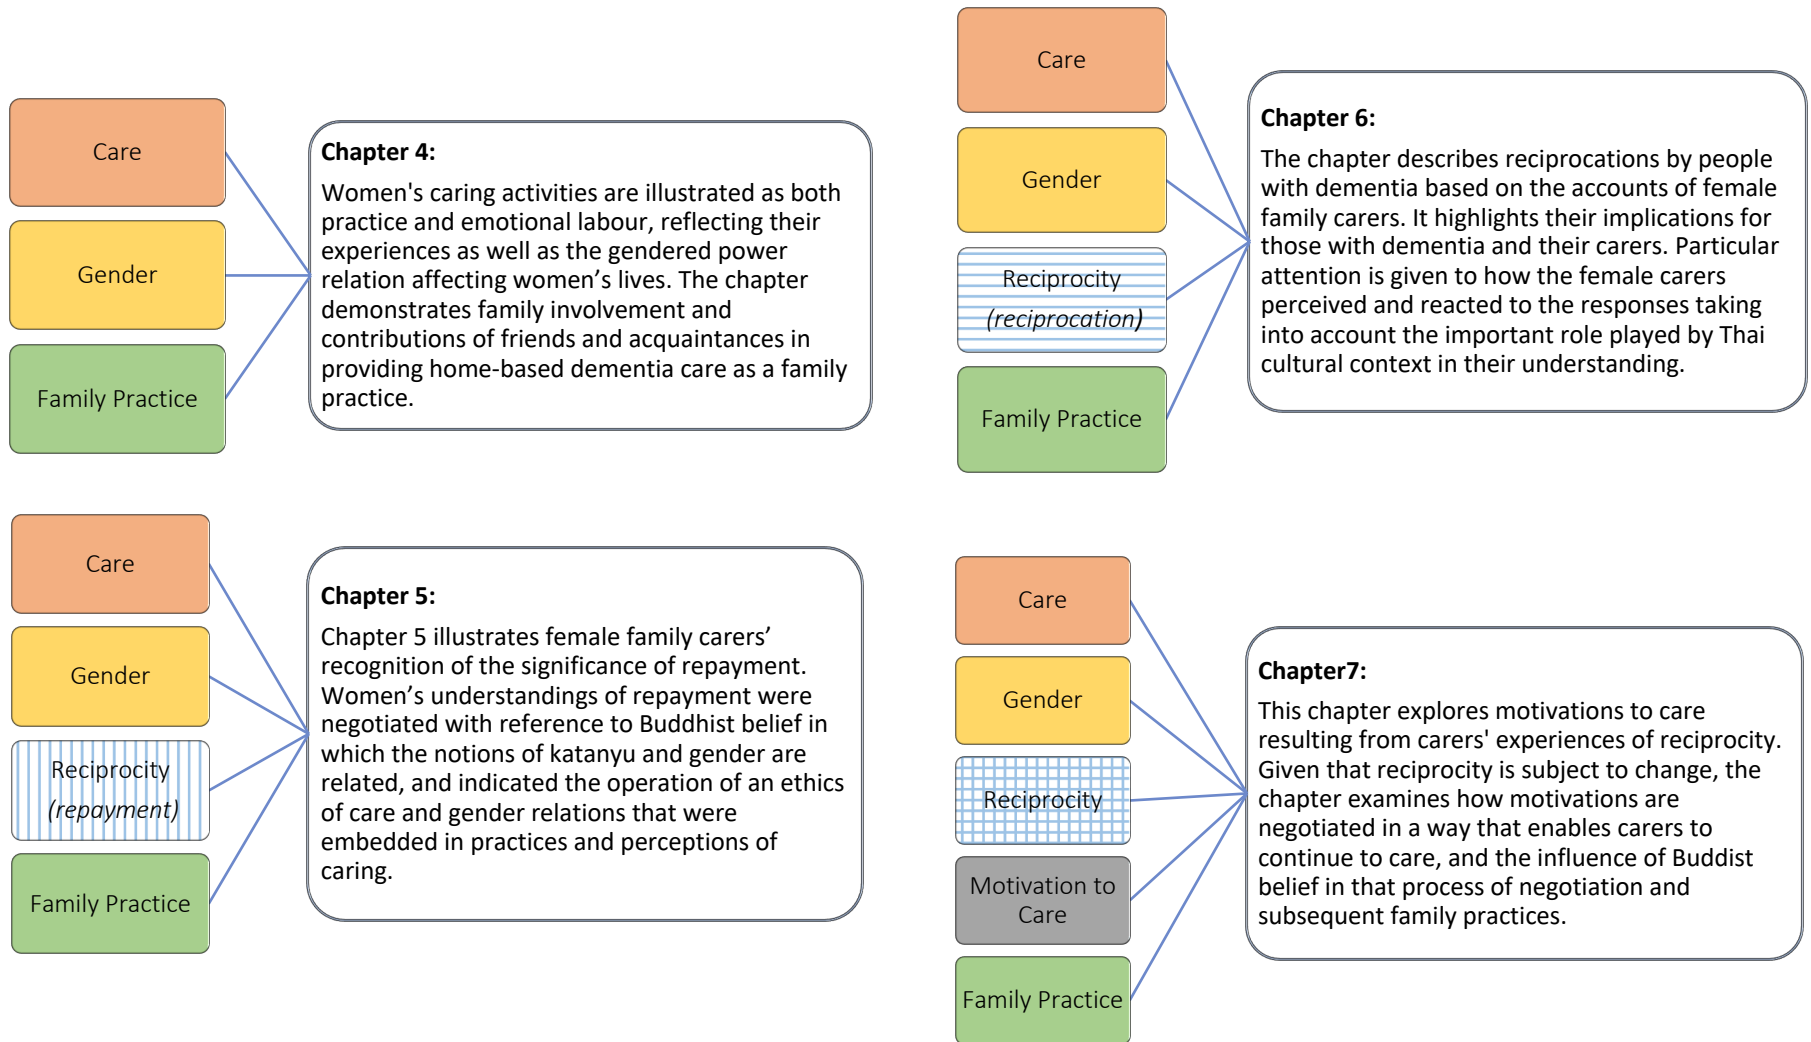 Care
Gender
Family Practice
Chapter 4:
Women's caring activities are illustrated as both
practice and emotional labour, reflecting their
experiences as well as the gendered power
relation affecting women’s lives. The chapter
demonstrates family involvement and
contributions of friends and acquaintances in
providing home-based dementia care as a family
practice.
Care
Gender
Reciprocity
(repayment)
Family Practice
Chapter 5:
Chapter 5 illustrates female family carers’
recognition of the significance of repayment.
Women’s understandings of repayment were
negotiated with reference to Buddhist belief in
which the notions of katanyu and gender are
related, and indicated the operation of an ethics
of care and gender relations that were
embedded in practices and perceptions of
caring.
Care
Gender
Reciprocity
(reciprocation)
Family Practice
Chapter 6:
The chapter describes reciprocations by people
with dementia based on the accounts of female
family carers. It highlights their implications for
those with dementia and their carers. Particular
attention is given to how the female carers
perceived and reacted to the responses taking
into account the important role played by Thai
cultural context in their understanding.
Care
Gender
Reciprocity
Motivation to
Care
Family Practice
Chapter7:
This chapter explores motivations to care
resulting from carers' experiences of reciprocity.
Given that reciprocity is subject to change, the
chapter examines how motivations are
negotiated in a way that enables carers to
continue to care, and the influence of Buddist
belief in that process of negotiation and
subsequent family practices.